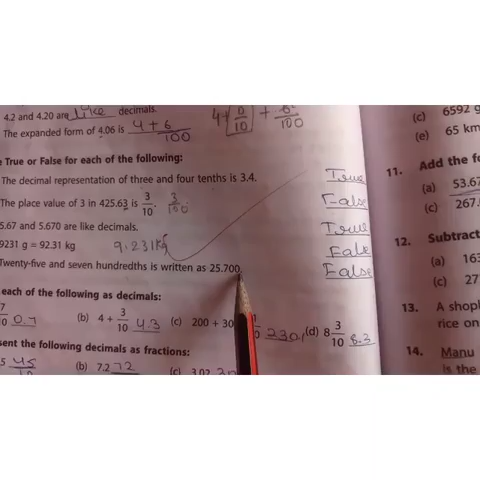 4.2 and 4.20 are like decimals. 4+ 0/10 + 6/100
The expanded form of 4.06 is 4 + 6/100
True or False for each of the following:
The decimal representation of three and four tenths is 3.4. True
The place value of 3 in 425.63 is 3/10. 3/100 False
5.67 and 5.670 are like decimals. True
9231 g = 92.31 kg 9.231Kg False
Twenty-five and seven hundredths is written as 25.700. False
each of the following as decimals:
0.7 (b) 4 + 3/10 4.3 (c) 200 + 30 230. (d) 8 3/10 8.3
sent the following decimals as fractions:
(b) 7.2 72 (c) 3.02
(c) 6592 g
(e) 65 km
11. Add the fo
(a) 53.67
(c) 267.
12. Subtract
(a) 163
(c) 27
13. A shop
rice on
14. Manu
is the